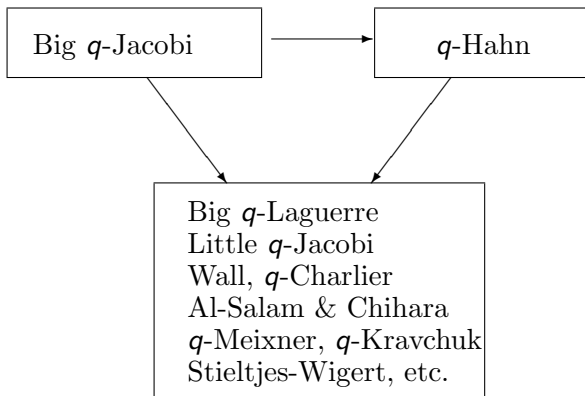 Big q-Jacobi
q-Hahn
Big q-Laguerre
Little q-Jacobi
Wall, q-Charlier
Al-Salam & Chihara
q-Meixner, q-Kravchuk
Stieltjes-Wigert, etc.